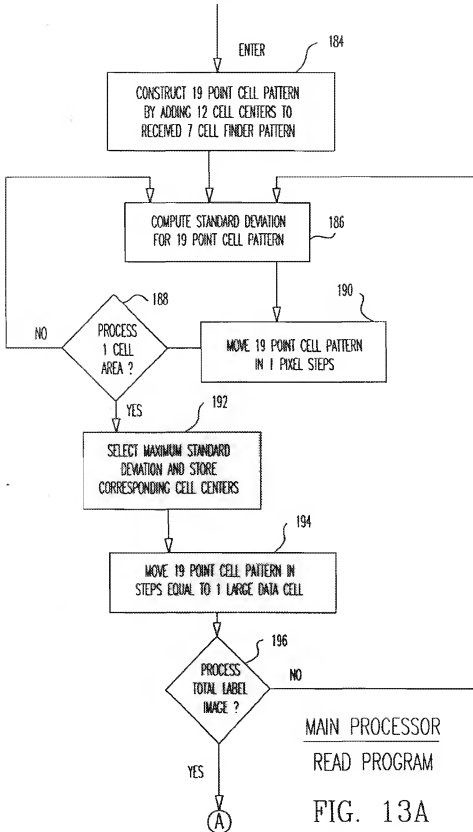 ENTER
184
CONSTRUCT 19 POINT CELL PATTERN
BY ADDING 12 CELL CENTERS TO
RECEIVED 7 CELL FINDER PATTERN
COMPUTE STANDARD DEVIATION
FOR 19 POINT CELL PATTERN
186
188
190
NO
PROCESS
1 CELL
AREA ?
MOVE 19 POINT CELL PATTERN
IN 1 PIXEL STEPS
YES
192
SELECT MAXIMUM STANDARD
DEVIATION AND STORE
CORRESPONDING CELL CENTERS
194
MOVE 19 POINT CELL PATTERN IN
STEPS EQUAL TO 1 LARGE DATA CELL
196
PROCESS
TOTAL LABEL
IMAGE ?
NO
YES
A
MAIN PROCESSOR
READ PROGRAM
FIG. 13A